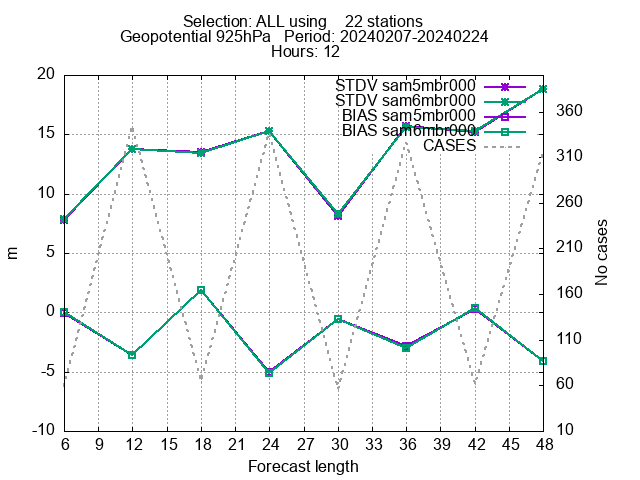 Selection: ALL using    22 stations
Geopotential 925hPa   Period: 20240207-20240224
Hours: 12
STDV sam5mbr000
STDV sam6mbr000
BIAS sam5mbr000
BIAS sam6mbr000
CASES
20
15
10
5
0
-5
-10
m
360
310
260
210
160
110
60
10
No cases
6 9 12 15 18 21 24 27 30 33 36 39 42 45 48
Forecast length